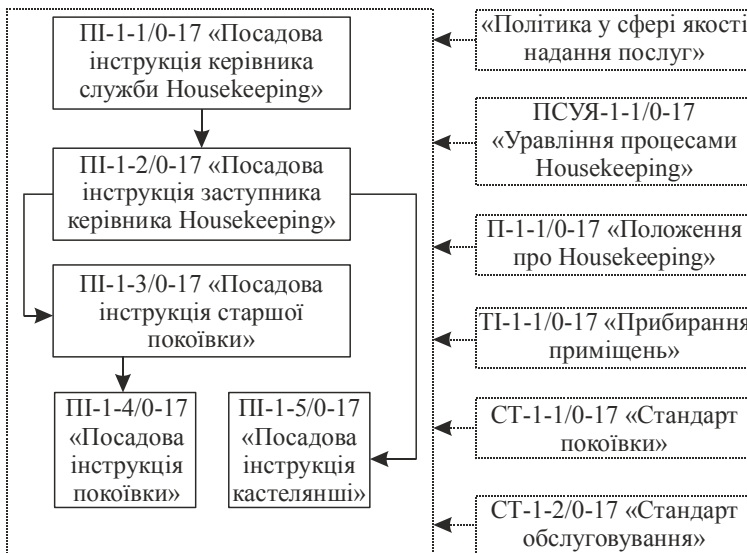 ПІ-1-1/0-17 «Посадова
інструкція керівника
служби Housekeeping»
ПІ-1-2/0-17 «Посадова
інструкція заступника
керівника Housekeeping»
ПІ-1-3/0-17 «Посадова
інструкція старшої
покоївки»
ПІ-1-4/0-17
«Посадова
інструкція
покоївки»
ПІ-1-5/0-17
«Посадова
інструкція
кастелянші»
«Політика у сфері якості
надання послуг»
ПСУЯ-1-1/0-17
«Уравління процесами
Housekeeping»
П-1-1/0-17 «Положення
про Housekeeping»
ТІ-1-1/0-17 «Прибирання
приміщень»
СТ-1-1/0-17 «Стандарт
покоївки»
СТ-1-2/0-17 «Стандарт
обслуговування»